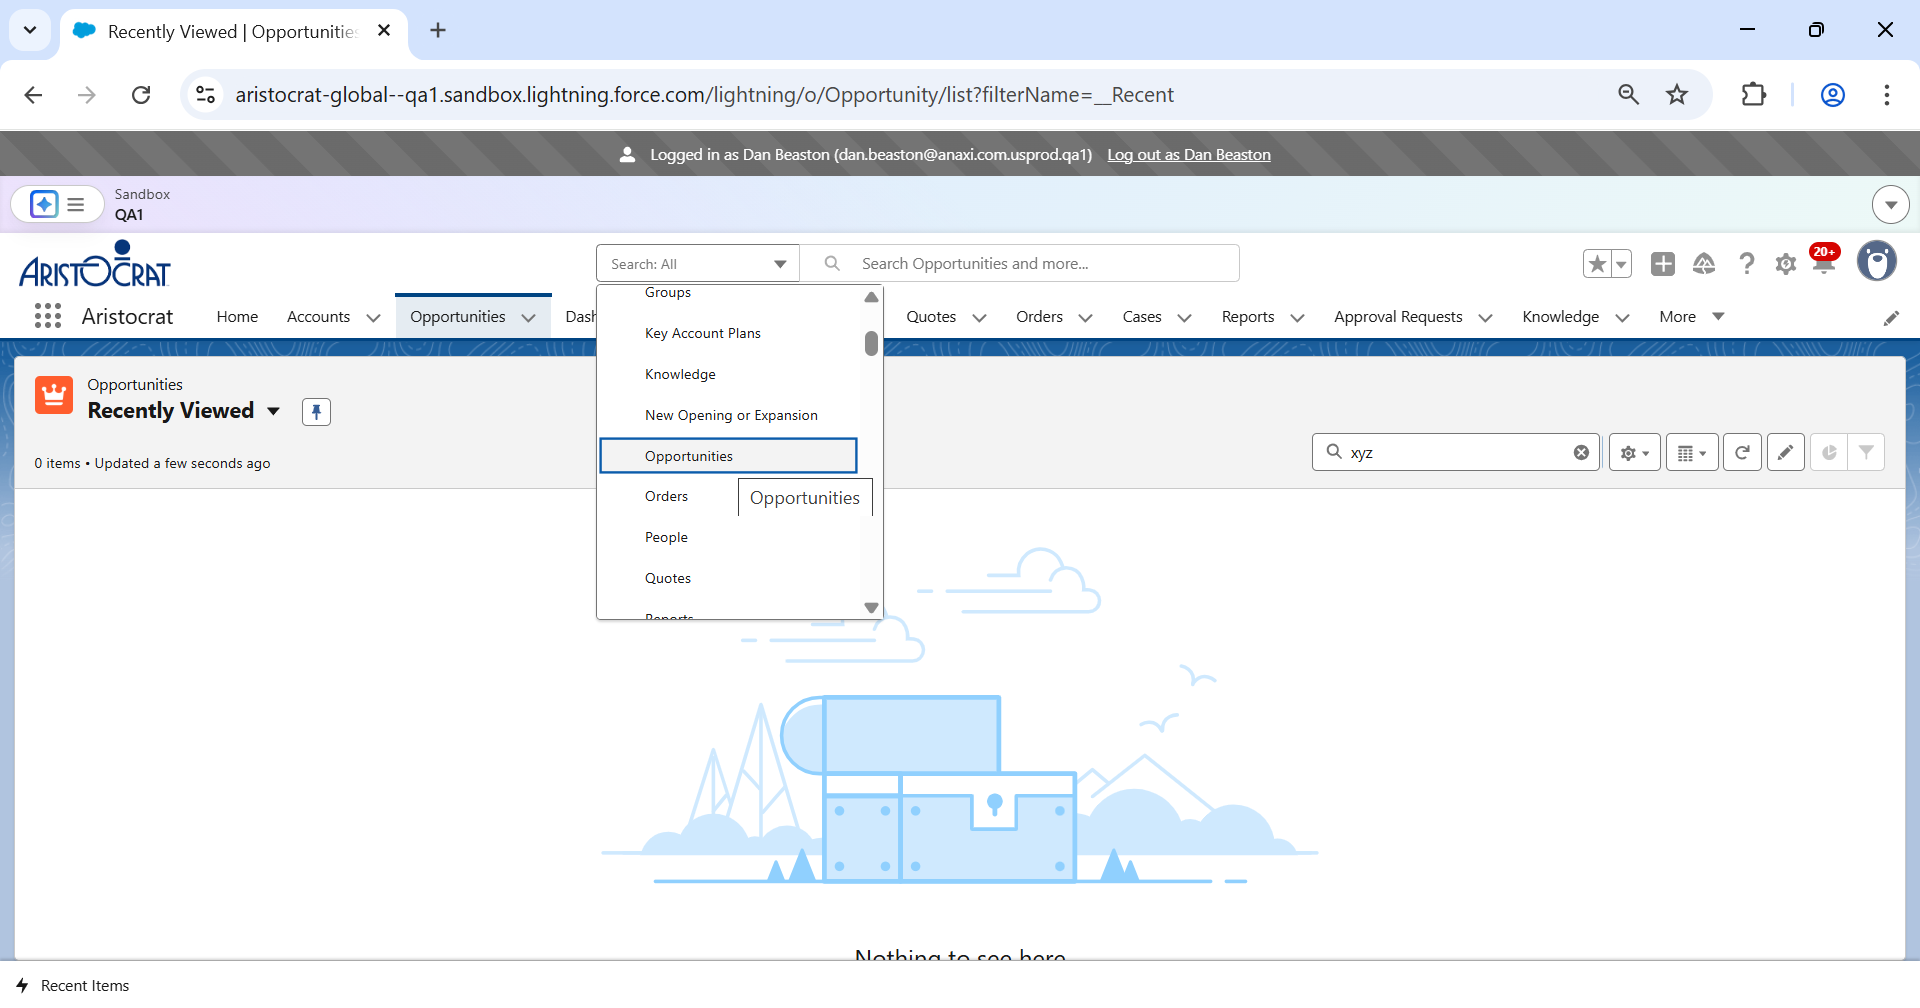 Recently Viewed | Opportunities
aristocrat-global--qa1.sandbox.lightning.force.com/lightning/o/Opportunity/list?filterName=__Recent
Logged in as Dan Beaston (dan.beaston@anaxi.com.usprod.qa1) Log out as Dan Beaston
Sandbox
QA1
ARISTOCRAT
Search: All
Search Opportunities and more...
20+
Aristocrat
Home
Accounts
Opportunities
Dash
Quotes
Orders
Cases
Reports
Approval Requests
Knowledge
More
Groups
Key Account Plans
Knowledge
New Opening or Expansion
Opportunities
Orders
Opportunities
People
Quotes
Reports
Opportunities
Recently Viewed
0 items • Updated a few seconds ago
xyz
Nothing to see here
Recent Items